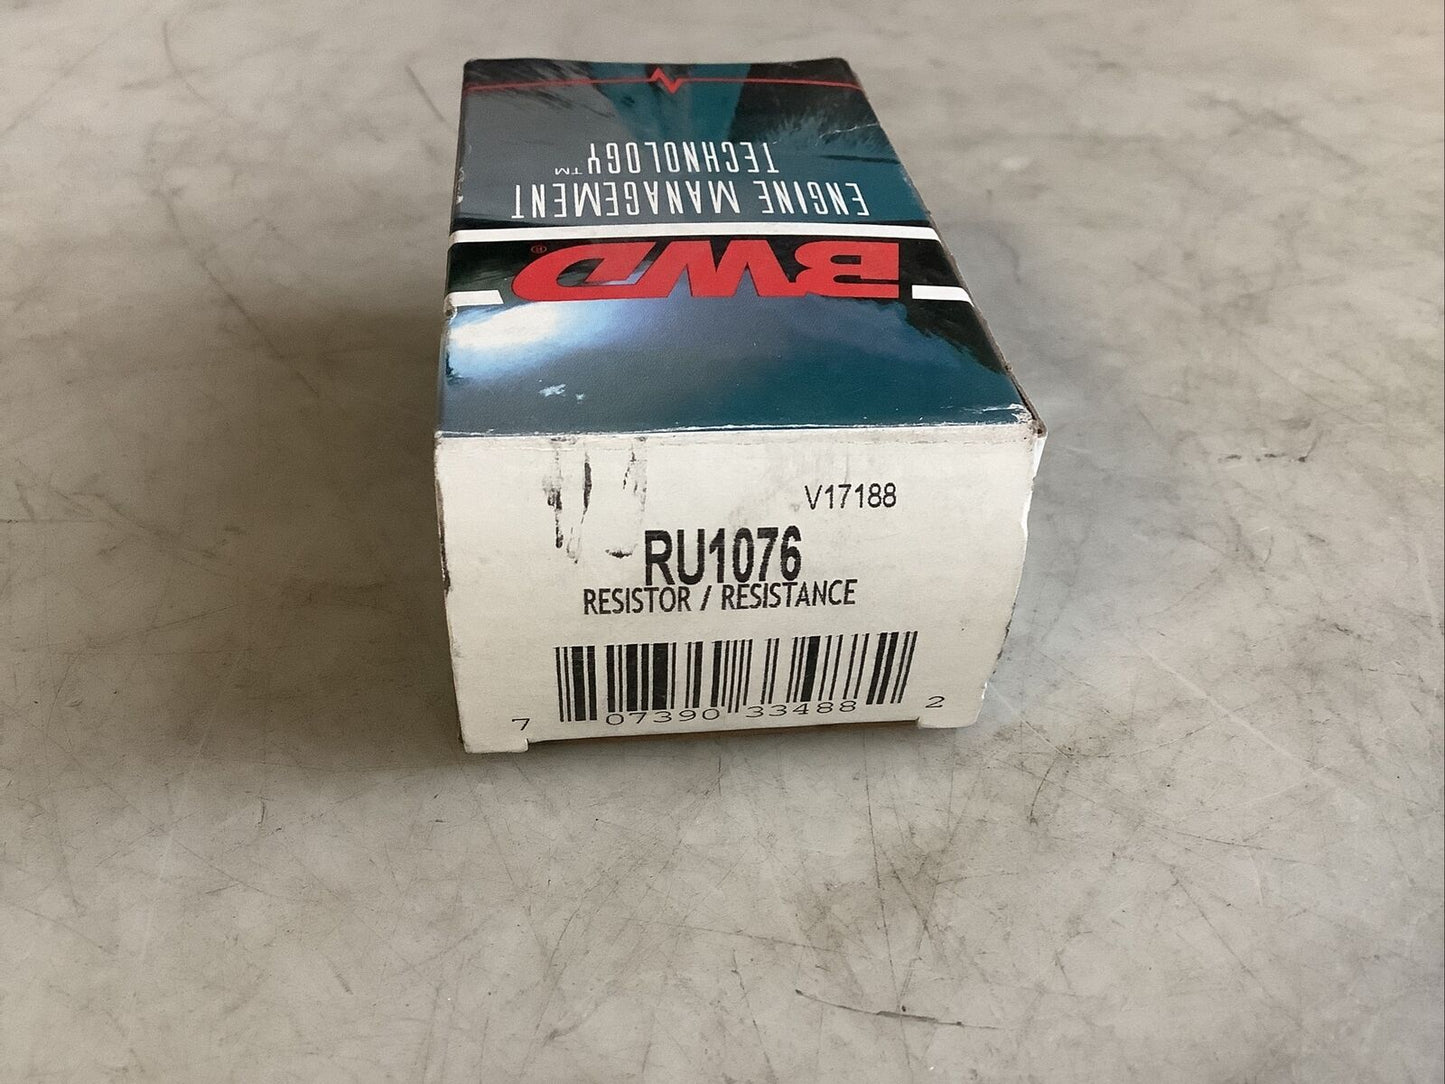 BWD®
ENGINE MANAGEMENT
TECHNOLOGY™
V17188
RU1076
RESISTOR / RESISTANCE
7 07390 33488 2